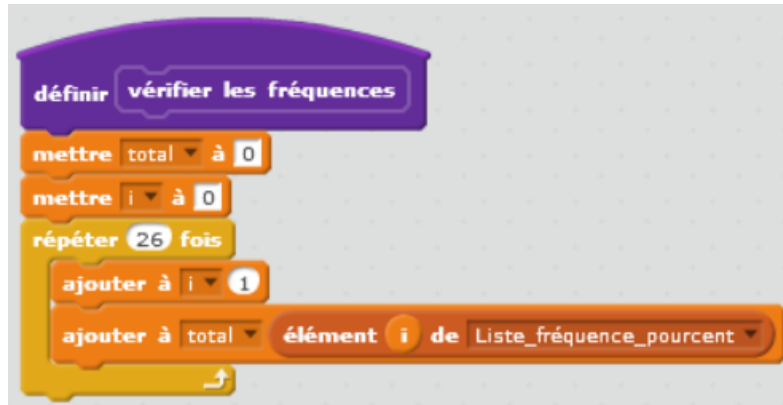 définir vérifier les fréquences
mettre total à 0
mettre i à 0
répéter 26 fois
ajouter à i 1
ajouter à total élément i de Liste_fréquence_pourcent